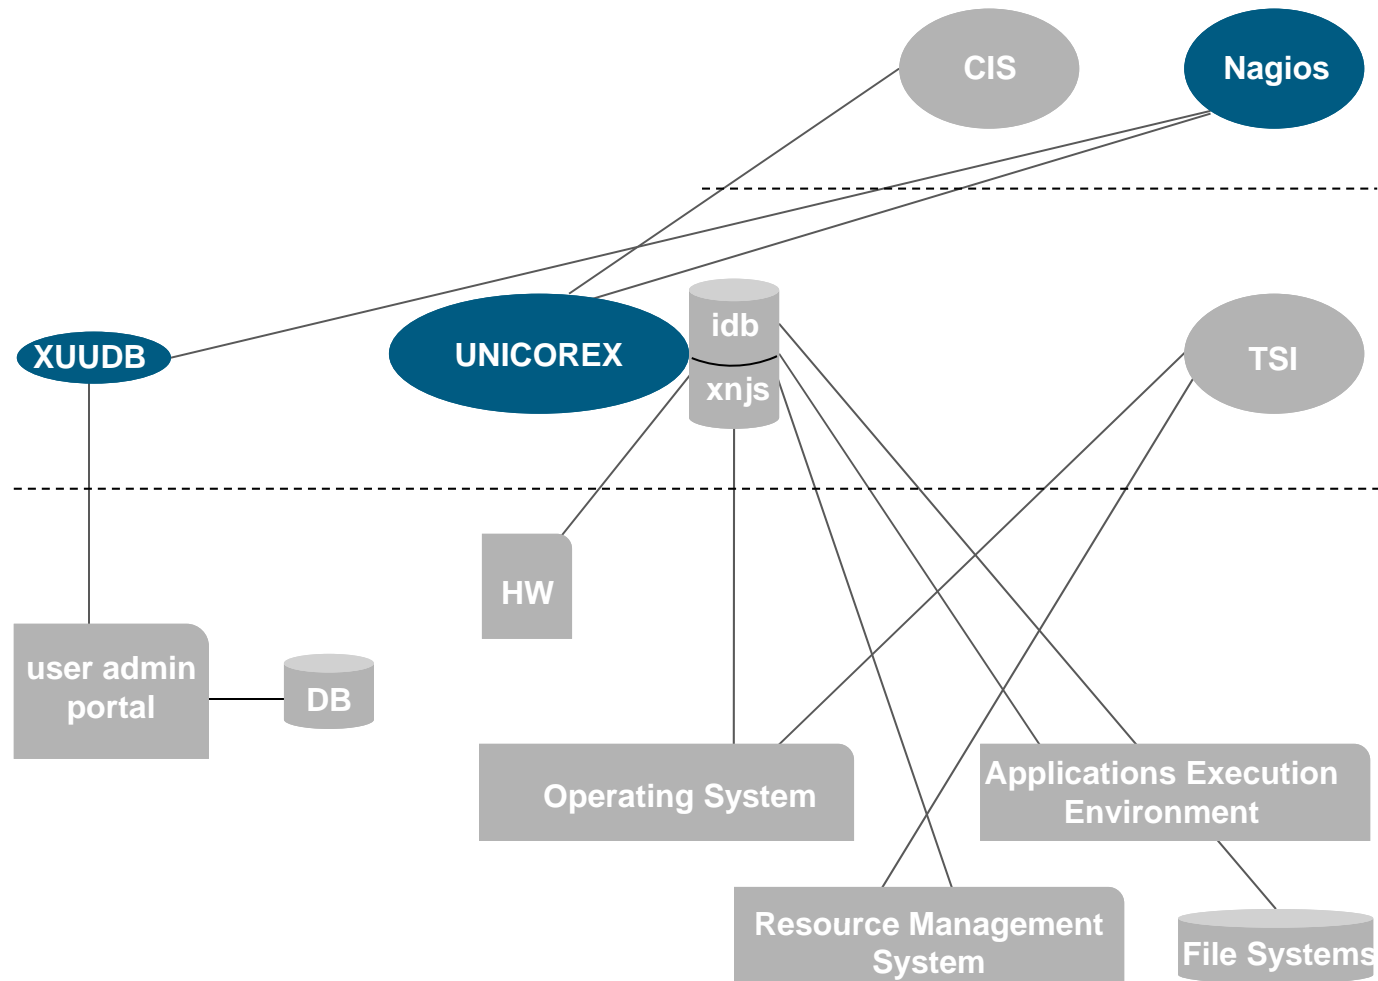 CIS
Nagios
idb
XUUDB
UNICOREX
TSI
xnjs
HW
user admin
portal
DB
Operating System
Applications Execution
Environment
Resource Management
System
File Systems